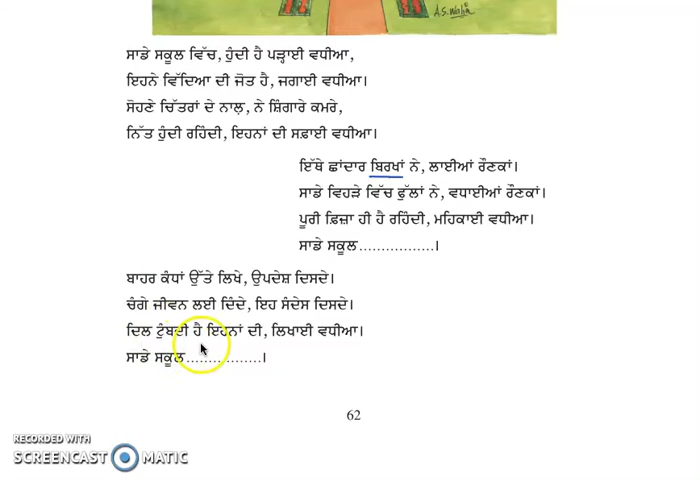 A.S.Walia
ਸਾਡੇ ਸਕੂਲ ਵਿੱਚ, ਹੁੰਦੀ ਹੈ ਪੜ੍ਹਾਈ ਵਧੀਆ,
ਇਹਨੇ ਵਿੱਦਿਆ ਦੀ ਜੋਤ ਹੈ, ਜਗਾਈ ਵਧੀਆ।
ਸੋਹਣੇ ਚਿੱਤਰਾਂ ਦੇ ਨਾਲ਼, ਨੇ ਸ਼ਿੰਗਾਰੇ ਕਮਰੇ,
ਨਿੱਤ ਹੁੰਦੀ ਰਹਿੰਦੀ, ਇਹਨਾਂ ਦੀ ਸਫ਼ਾਈ ਵਧੀਆ।
ਇੱਥੇ ਛਾਂਦਾਰ ਬਿਰਖਾਂ ਨੇ, ਲਾਈਆਂ ਰੌਣਕਾਂ।
ਸਾਡੇ ਵਿਹੜੇ ਵਿੱਚ ਫੁੱਲਾਂ ਨੇ, ਵਧਾਈਆਂ ਰੌਣਕਾਂ।
ਪੂਰੀ ਫ਼ਿਜ਼ਾ ਹੀ ਹੈ ਰਹਿੰਦੀ, ਮਹਿਕਾਈ ਵਧੀਆ।
ਸਾਡੇ ਸਕੂਲ.................।
ਬਾਹਰ ਕੰਧਾਂ ਉੱਤੇ ਲਿਖੇ, ਉਪਦੇਸ਼ ਦਿਸਦੇ।
ਚੰਗੇ ਜੀਵਨ ਲਈ ਦਿੰਦੇ, ਇਹ ਸੰਦੇਸ ਦਿਸਦੇ।
ਦਿਲ ਟੁੰਬਦੀ ਹੈ ਇਹਨਾਂ ਦੀ, ਲਿਖਾਈ ਵਧੀਆ।
ਸਾਡੇ ਸਕੂਲ.................।
62
RECORDED WITH
SCREENCAST MATIC